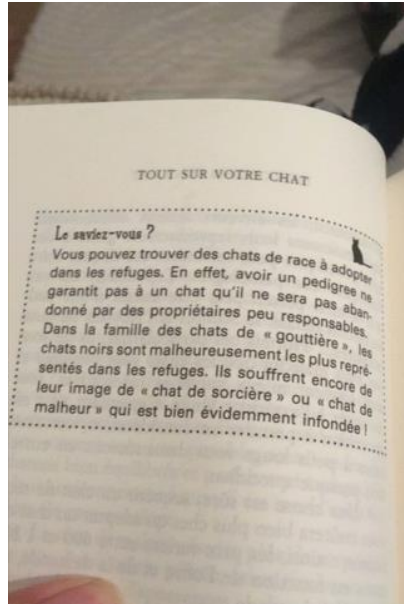 TOUT SUR VOTRE CHAT
Le saviez-vous ?
Vous pouvez trouver des chats de race à adopter
dans les refuges. En effet, avoir un pedigree ne
garantit pas à un chat qu'il ne sera pas aban-
donné par des propriétaires peu responsables.
Dans la famille des chats de « gouttière », les
chats noirs sont malheureusement les plus repré-
sentés dans les refuges. Ils souffrent encore de
leur image de « chat de sorcière » ou « chat de
malheur » qui est bien évidemment infondée !